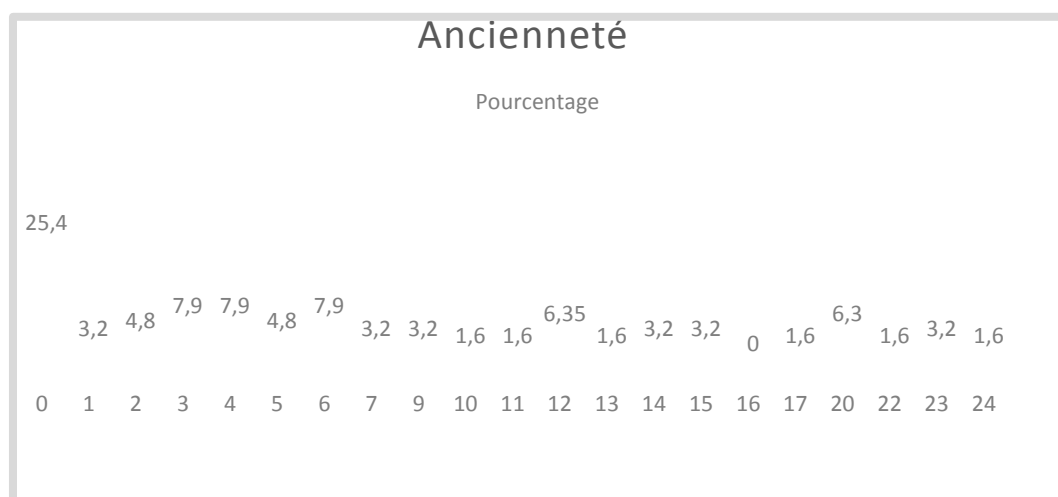 Ancienneté
Pourcentage
25,4 3,2 4,8 7,9 7,9 4,8 7,9 3,2 3,2 1,6 1,6 6,35 1,6 3,2 3,2 0 1,6 6,3 1,6 3,2 1,6
0 1 2 3 4 5 6 7 9 10 11 12 13 14 15 16 17 20 22 23 24